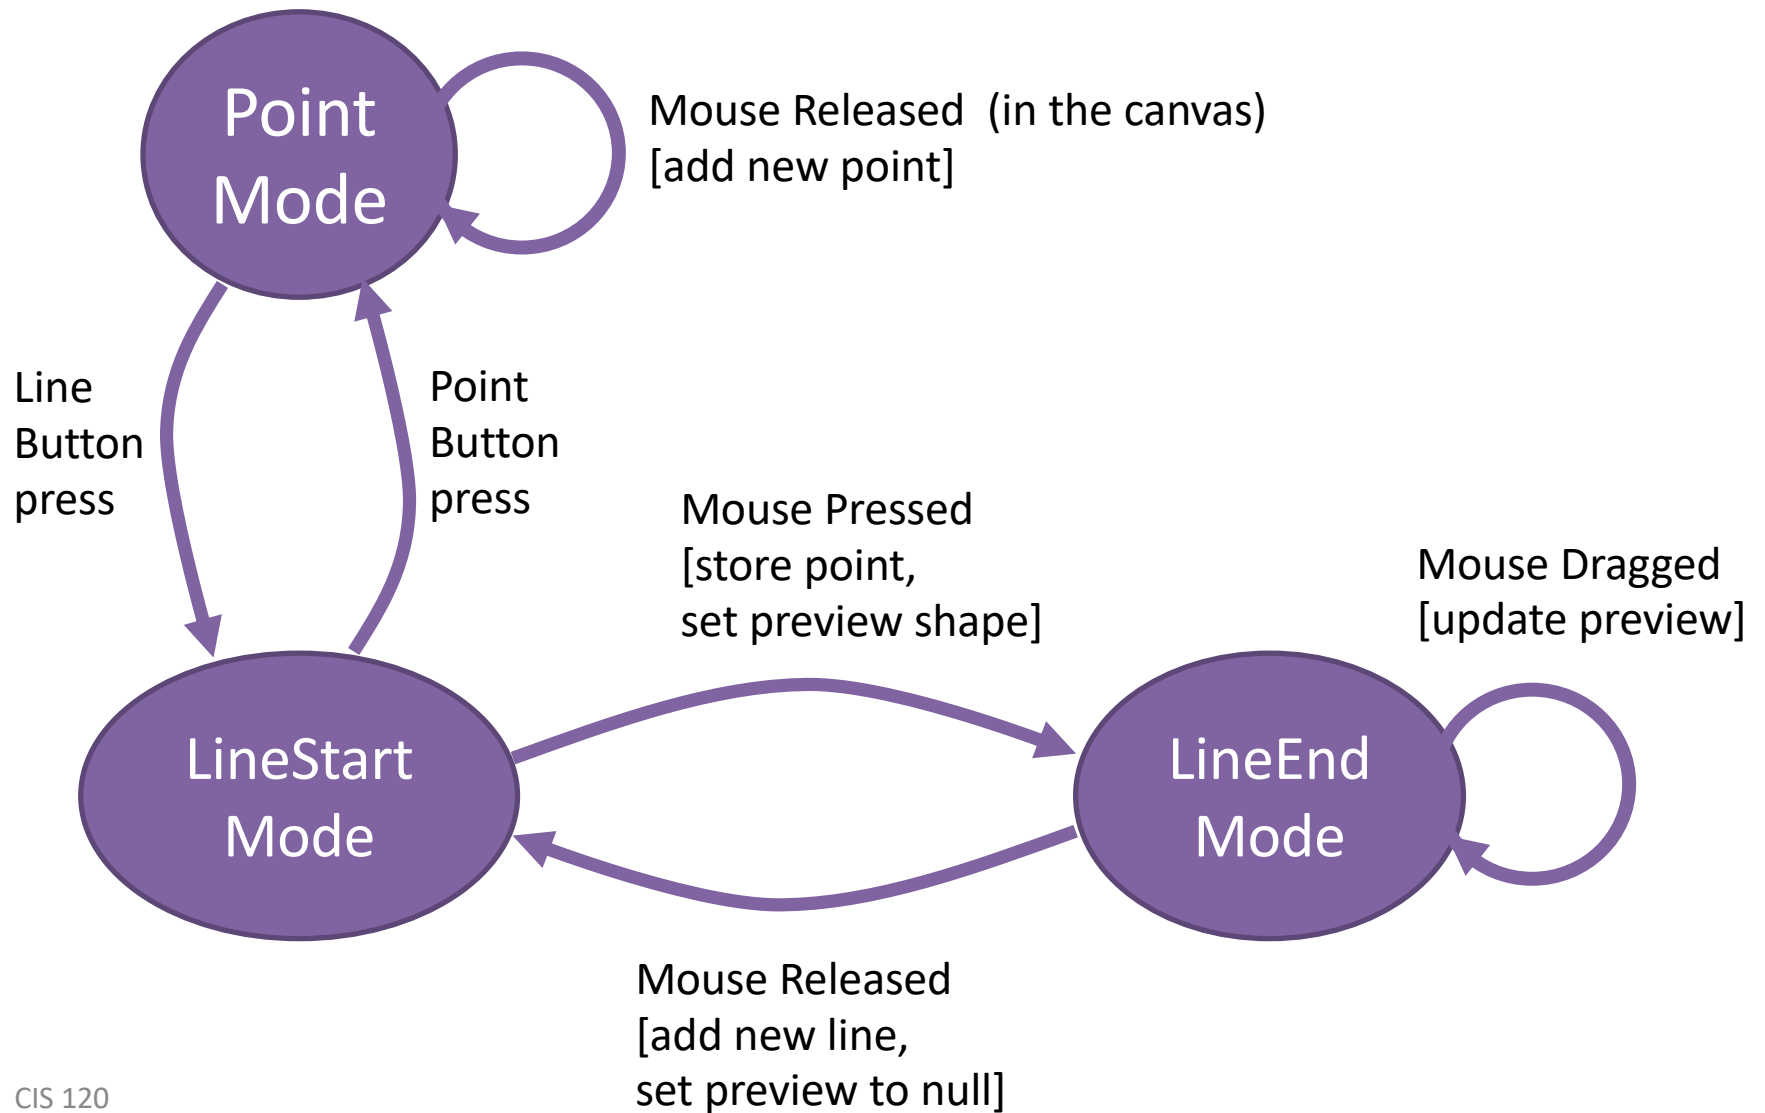 Point
Mode
Mouse Released  (in the canvas)
[add new point]
Line
Button
press
Point
Button
press
Mouse Pressed
[store point,
set preview shape]
Mouse Dragged
[update preview]
LineStart
Mode
LineEnd
Mode
Mouse Released
[add new line,
set preview to null]
CIS 120